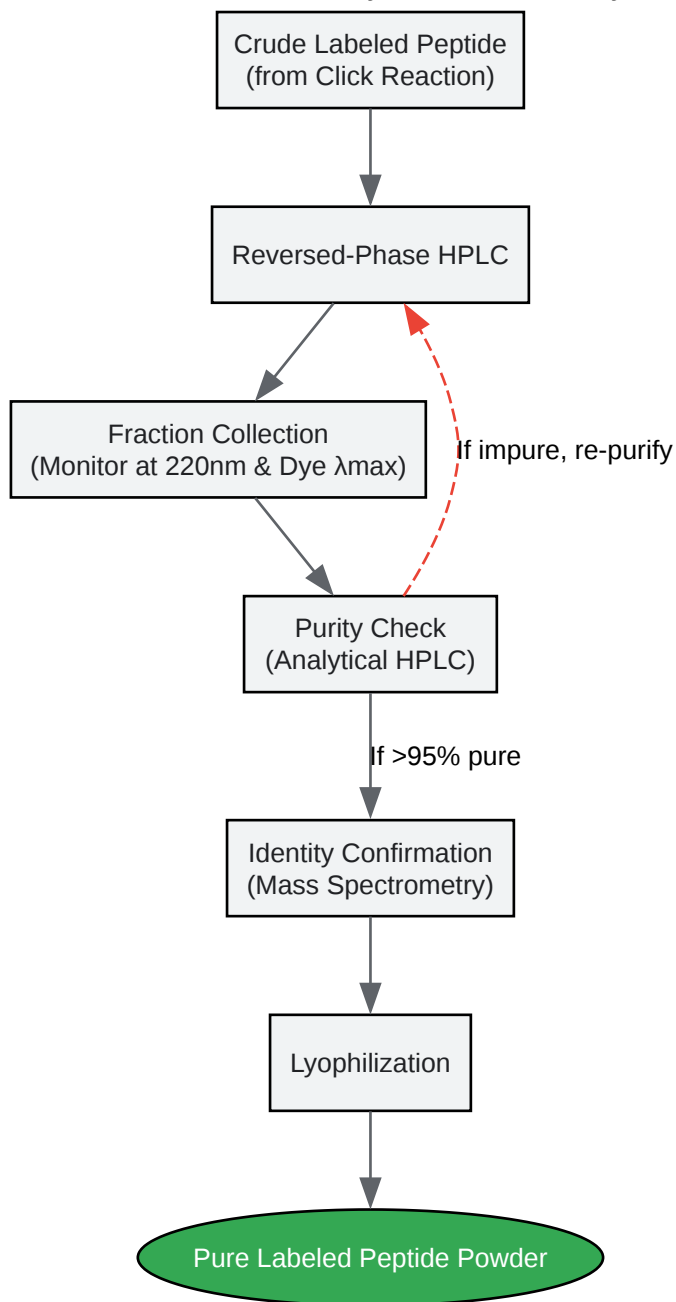 Crude Labeled Peptide
(from Click Reaction)
Reversed-Phase HPLC
Fraction Collection
(Monitor at 220nm & Dye λmax)
If impure, re-purify
Purity Check
(Analytical HPLC)
If >95% pure
Identity Confirmation
(Mass Spectrometry)
Lyophilization
Pure Labeled Peptide Powder